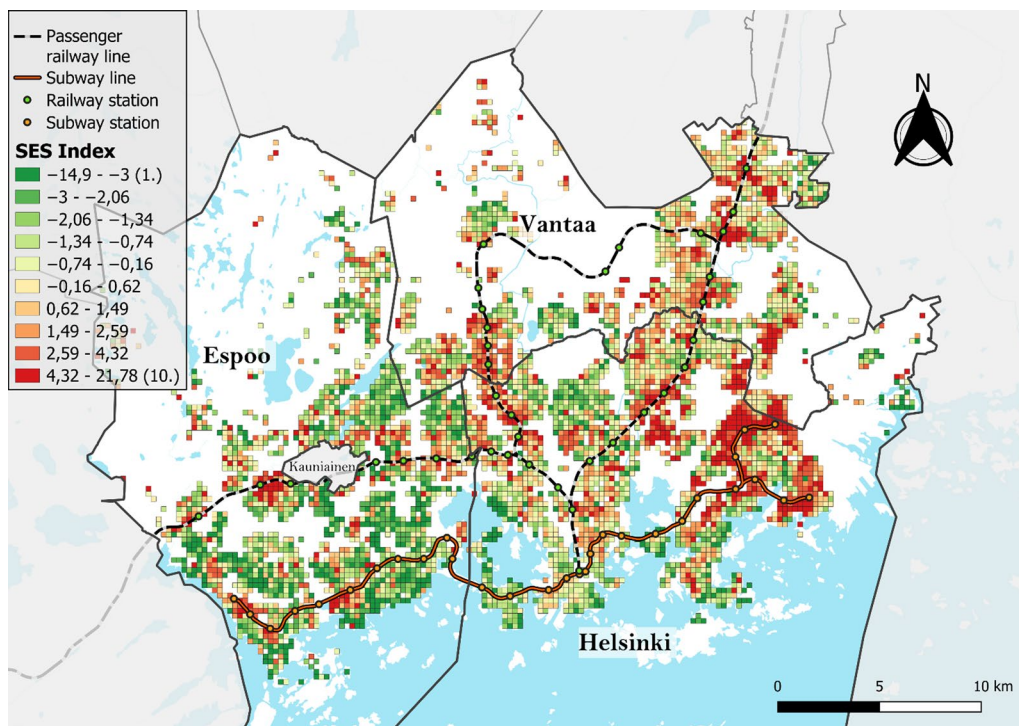 Passenger
railway line
Subway line
Railway station
Subway station
SES Index
−14,9 - −3 (1.)
−3 - −2,06
−2,06 - −1,34
−1,34 - −0,74
−0,74 - −0,16
−0,16 - 0,62
0,62 - 1,49
1,49 - 2,59
2,59 - 4,32
4,32 - 21,78 (10.)
N
Vantaa
Espoo
Kauniainen
Helsinki
0 5 10 km